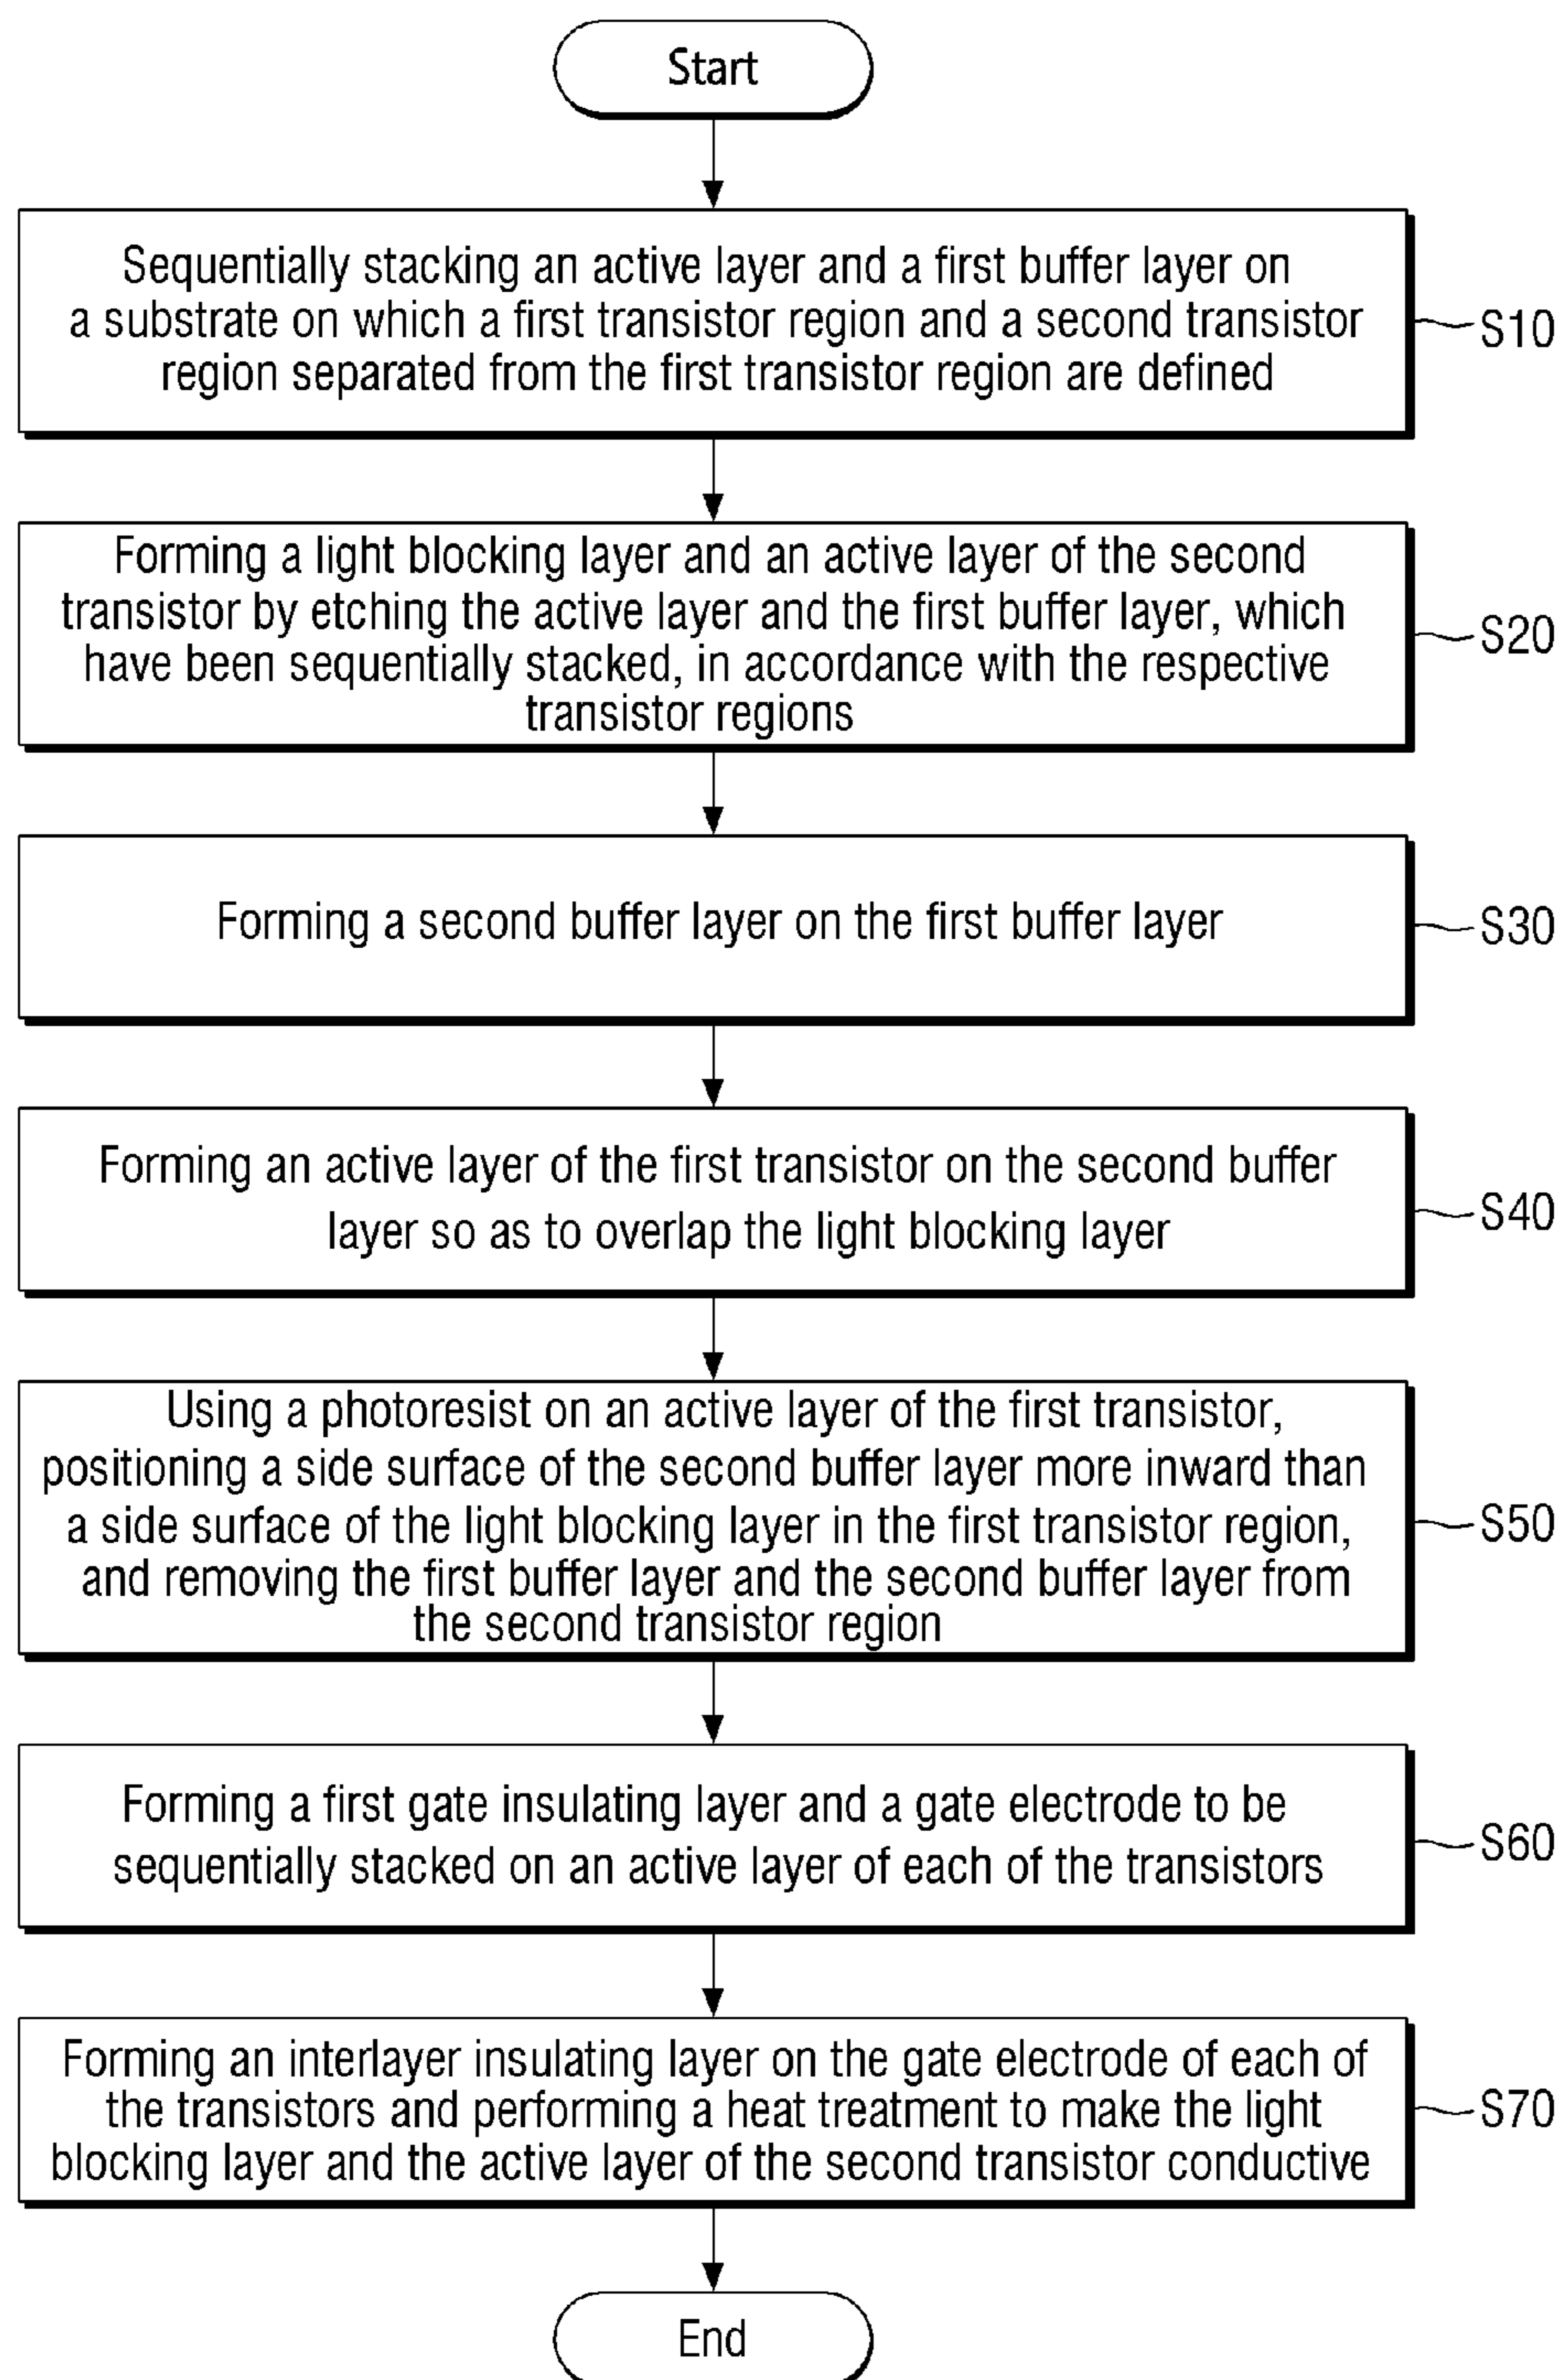 Start
Sequentially stacking an active layer and a first buffer layer on
a substrate on which a first transistor region and a second transistor
region separated from the first transistor region are defined
S10
Forming a light blocking layer and an active layer of the second
transistor by etching the active layer and the first buffer layer, which
have been sequentially stacked, in accordance with the respective
transistor regions
S20
Forming a second buffer layer on the first buffer layer
S30
Forming an active layer of the first transistor on the second buffer
layer so as to overlap the light blocking layer
S40
Using a photoresist on an active layer of the first transistor,
positioning a side surface of the second buffer layer more inward than
a side surface of the light blocking layer in the first transistor region,
and removing the first buffer layer and the second buffer layer from
the second transistor region
S50
Forming a first gate insulating layer and a gate electrode to be
sequentially stacked on an active layer of each of the transistors
S60
Forming an interlayer insulating layer on the gate electrode of each of
the transistors and performing a heat treatment to make the light
blocking layer and the active layer of the second transistor conductive
S70
End